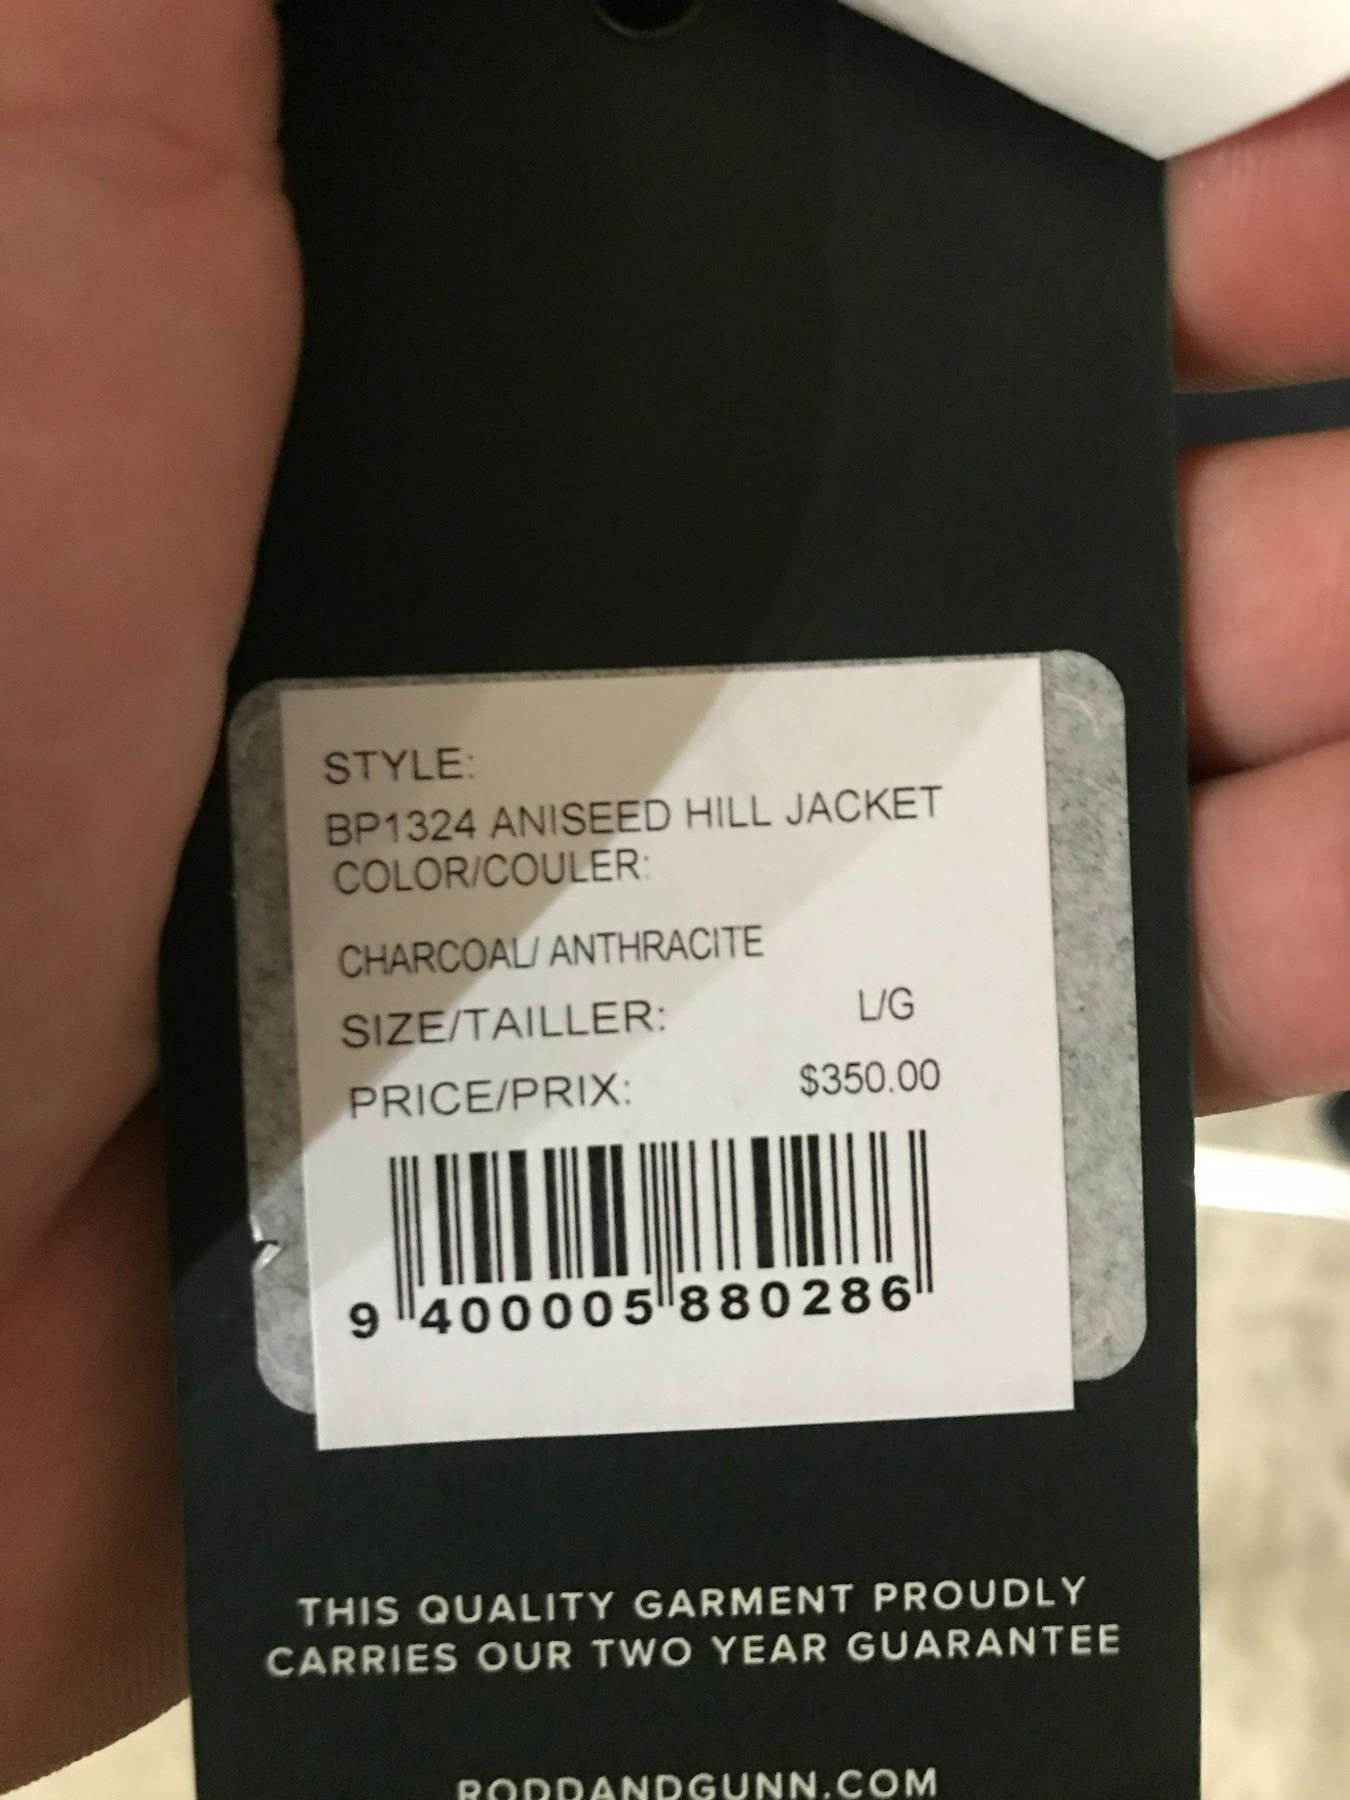 STYLE:
BP1324 ANISEED HILL JACKET
COLOR/COULER:
CHARCOAL/ ANTHRACITE
SIZE/TAILLER: L/G
PRICE/PRIX: $350.00
9 400005 880286
THIS QUALITY GARMENT PROUDLY
CARRIES OUR TWO YEAR GUARANTEE
RODDANDGUNN.COM